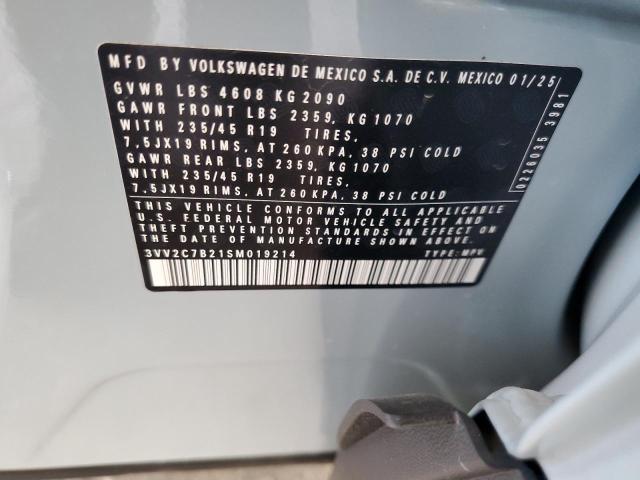 MFD BY VOLKSWAGEN DE MEXICO S.A. DE C.V. MEXICO 01/25
GVWR LBS 4608 KG 2090
GAWR FRONT LBS 2359, KG 1070
WITH 235/45 R19 TIRES,
7,5JX19 RIMS, AT 260 KPA, 38 PSI COLD
GAWR REAR LBS 2359, KG 1070
WITH 235/45 R19 TIRES,
7,5JX19 RIMS, AT 260 KPA, 38 PSI COLD
THIS VEHICLE CONFORMS TO ALL APPLICABLE
U.S. FEDERAL MOTOR VEHICLE SAFETY AND
THEFT PREVENTION STANDARDS IN EFFECT ON
THE DATE OF MANUFACTURE SHOWN ABOVE
3VV2C7B21SM019214 TYPE: MPV
0226035 3981